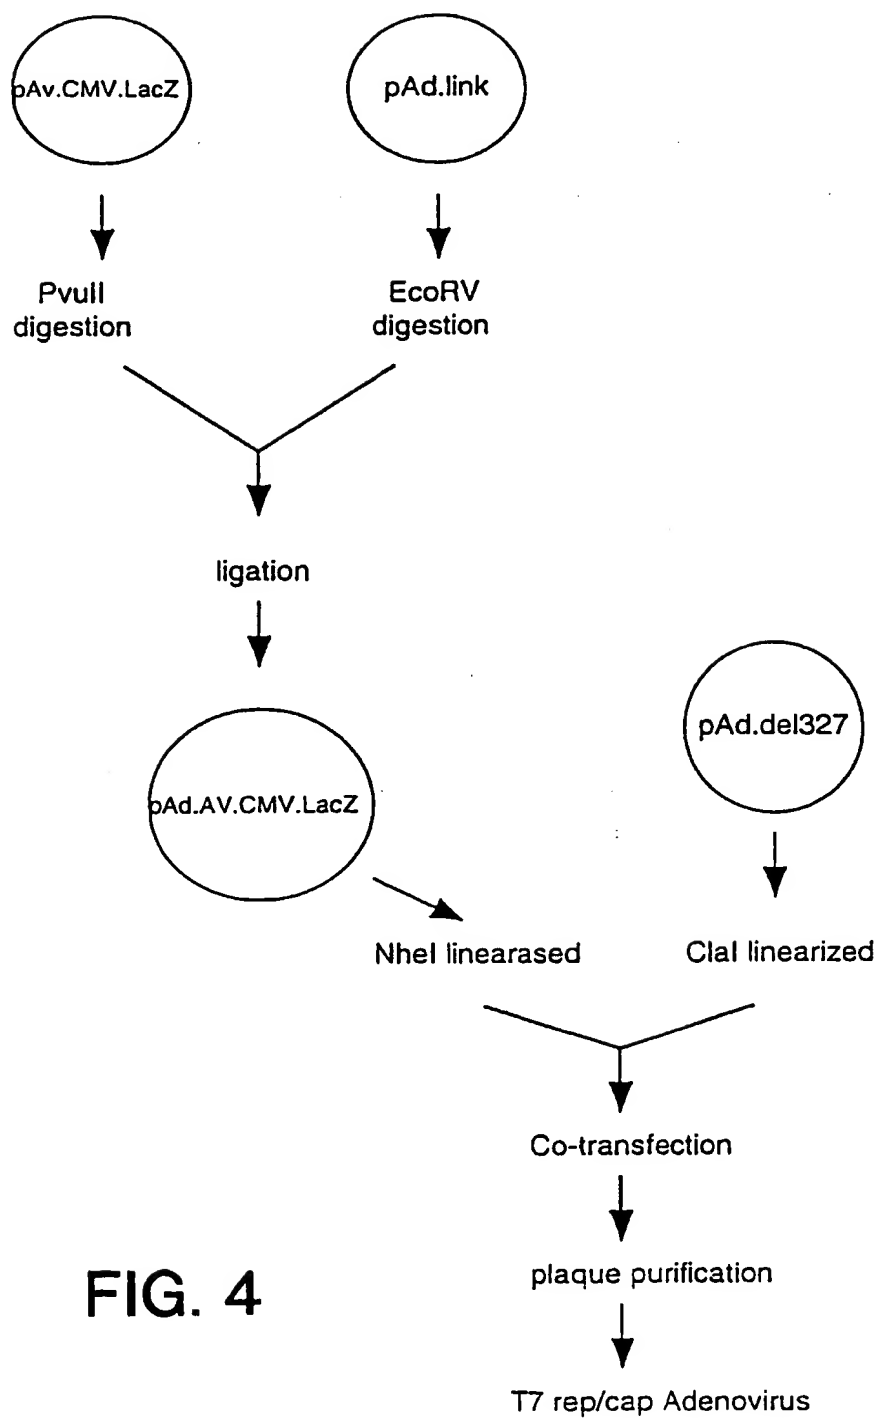 pAv.CMV.LacZ
pAd.link
PvuII
digestion
EcoRV
digestion
ligation
pAd.AV.CMV.LacZ
pAd.del327
NheI linearased
ClaI linearized
Co-transfection
plaque purification
T7 rep/cap Adenovirus
FIG. 4